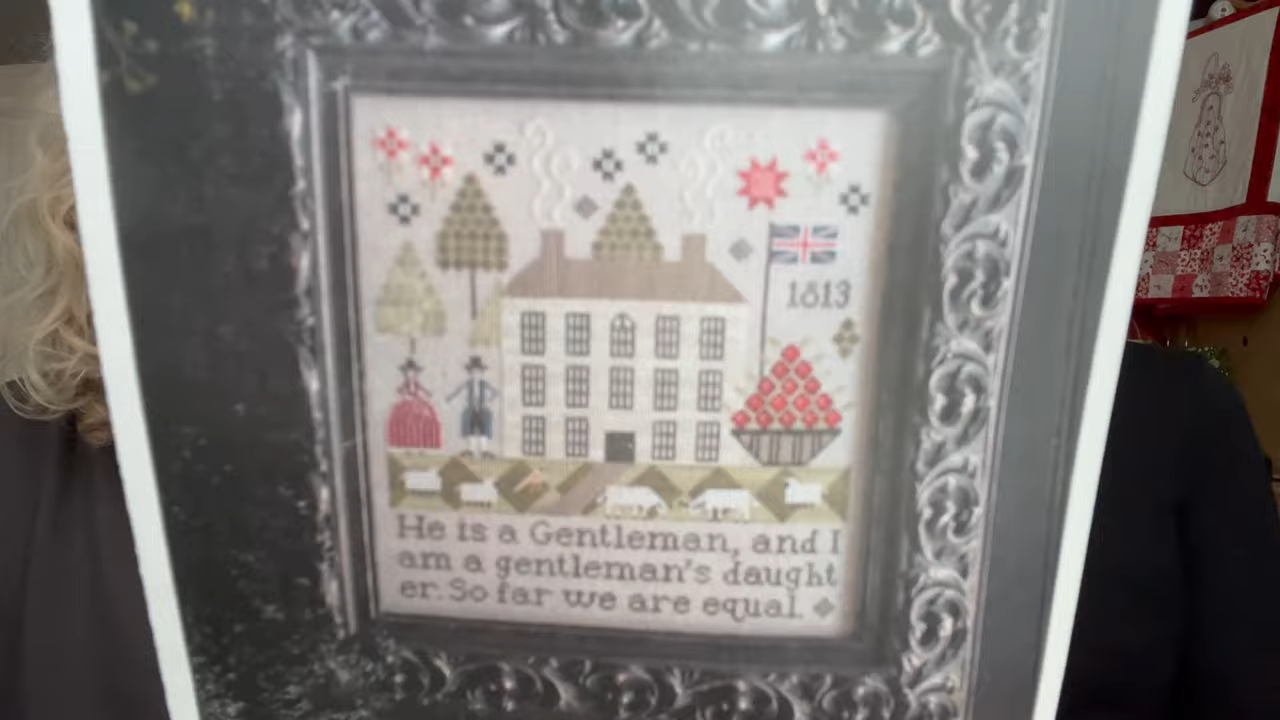 1813
He is a Gentleman, and I
am a gentleman's daught
er. So far we are equal.